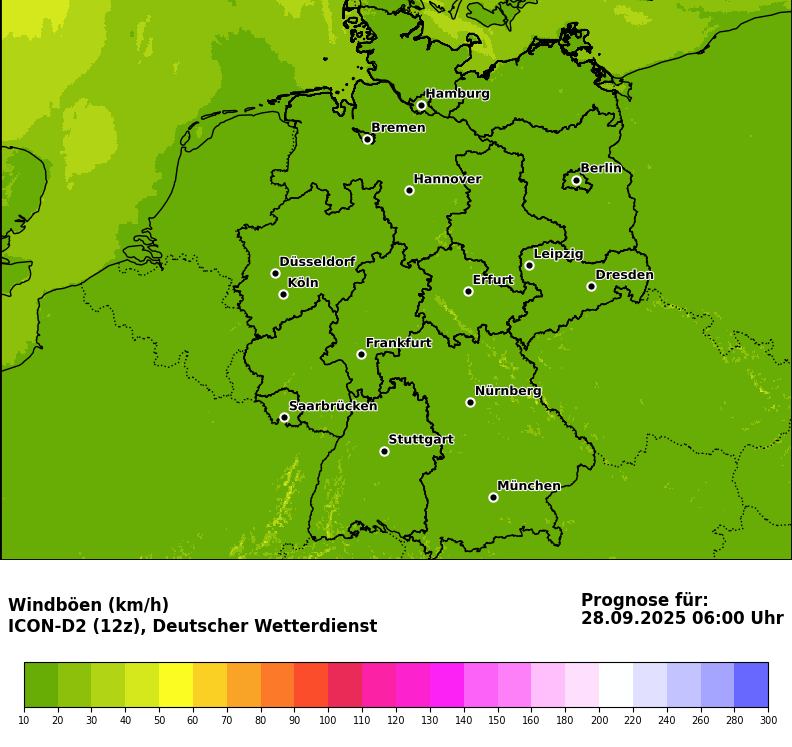 Hamburg
Bremen
Berlin
Hannover
Leipzig
Düsseldorf
Dresden
Köln
Erfurt
Frankfurt
Nürnberg
Saarbrücken
Stuttgart
München
Windböen (km/h)
ICON-D2 (12z), Deutscher Wetterdienst
Prognose für:
28.09.2025 06:00 Uhr
10 20 30 40 50 60 70 80 90 100 110 120 130 140 150 160 180 200 220 240 260 280 300